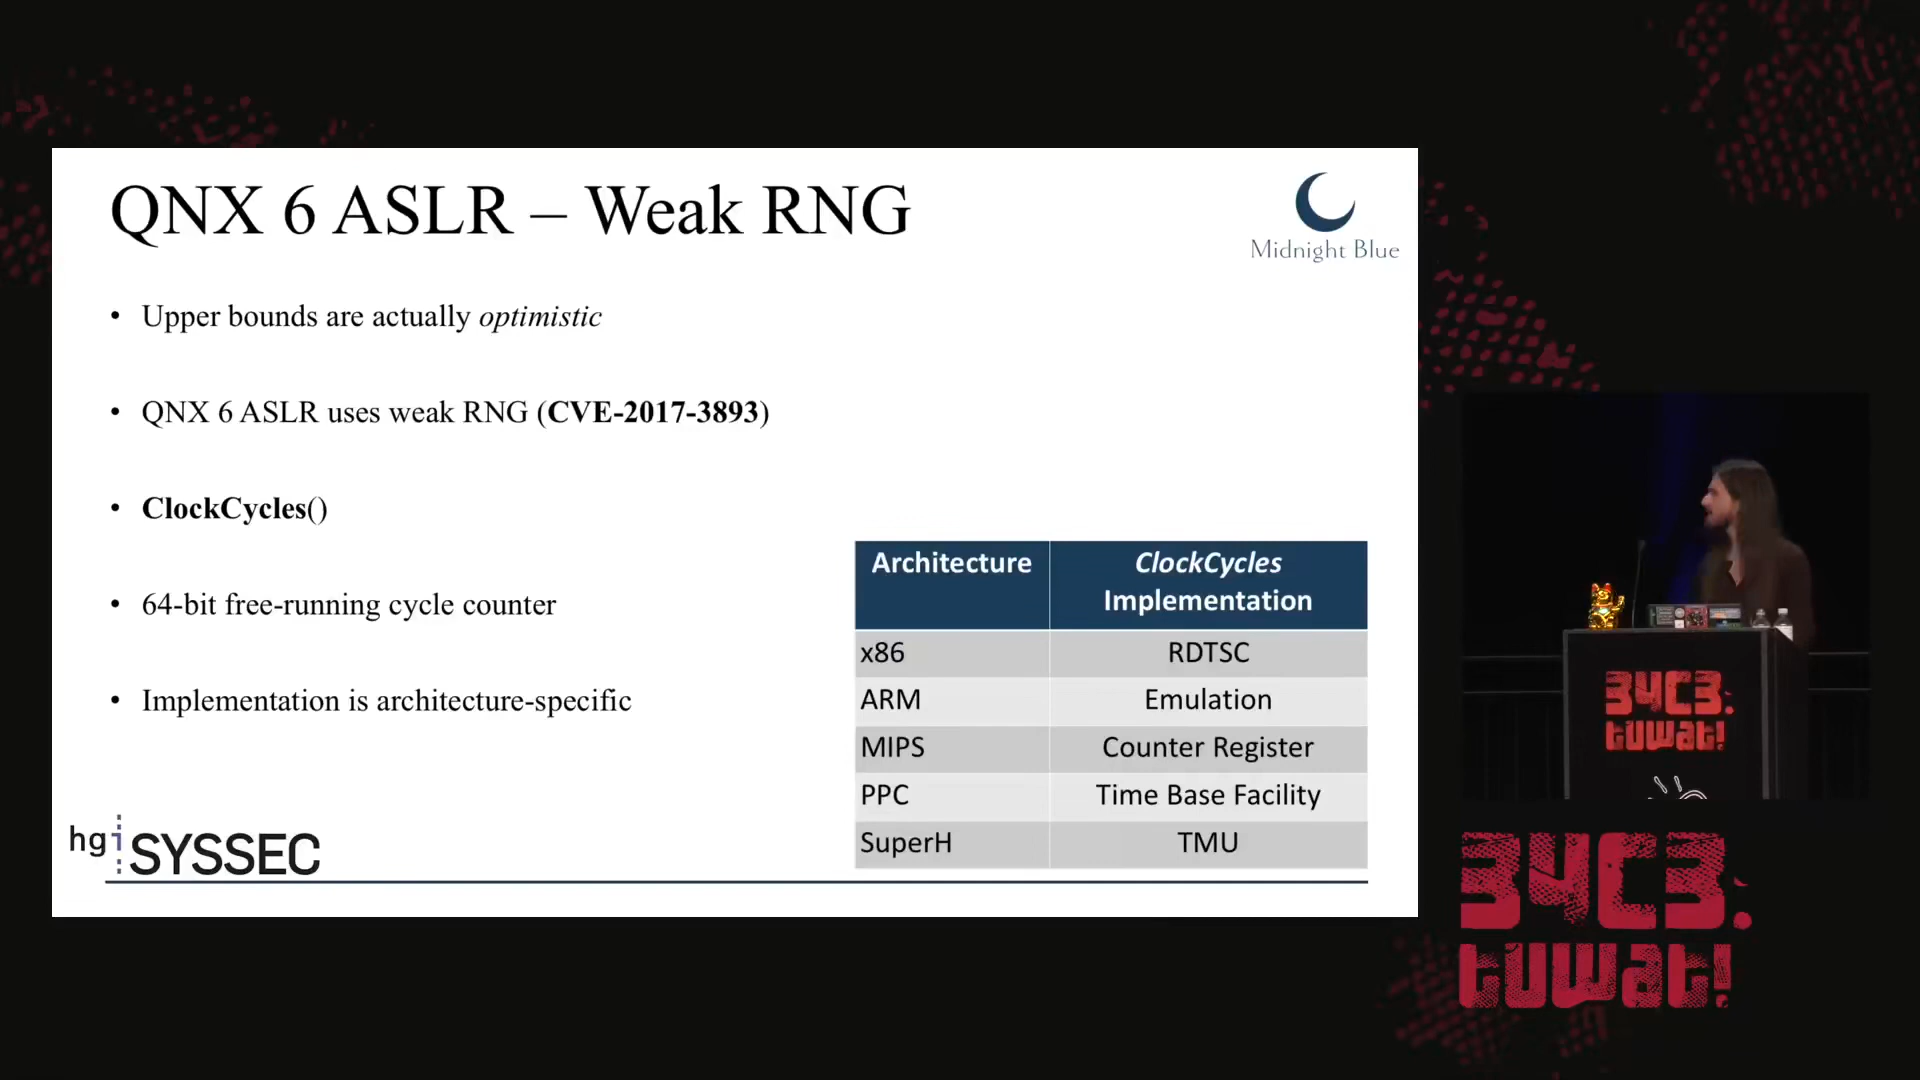 QNX 6 ASLR – Weak RNG
Midnight Blue
• Upper bounds are actually optimistic
• QNX 6 ASLR uses weak RNG (CVE-2017-3893)
• ClockCycles()
• 64-bit free-running cycle counter
• Implementation is architecture-specific
Architecture ClockCycles Implementation
x86 RDTSC
ARM Emulation
MIPS Counter Register
PPC Time Base Facility
SuperH TMU
hgi SYSSEC
34C3.
tuwat!
34C3.
tuwat!